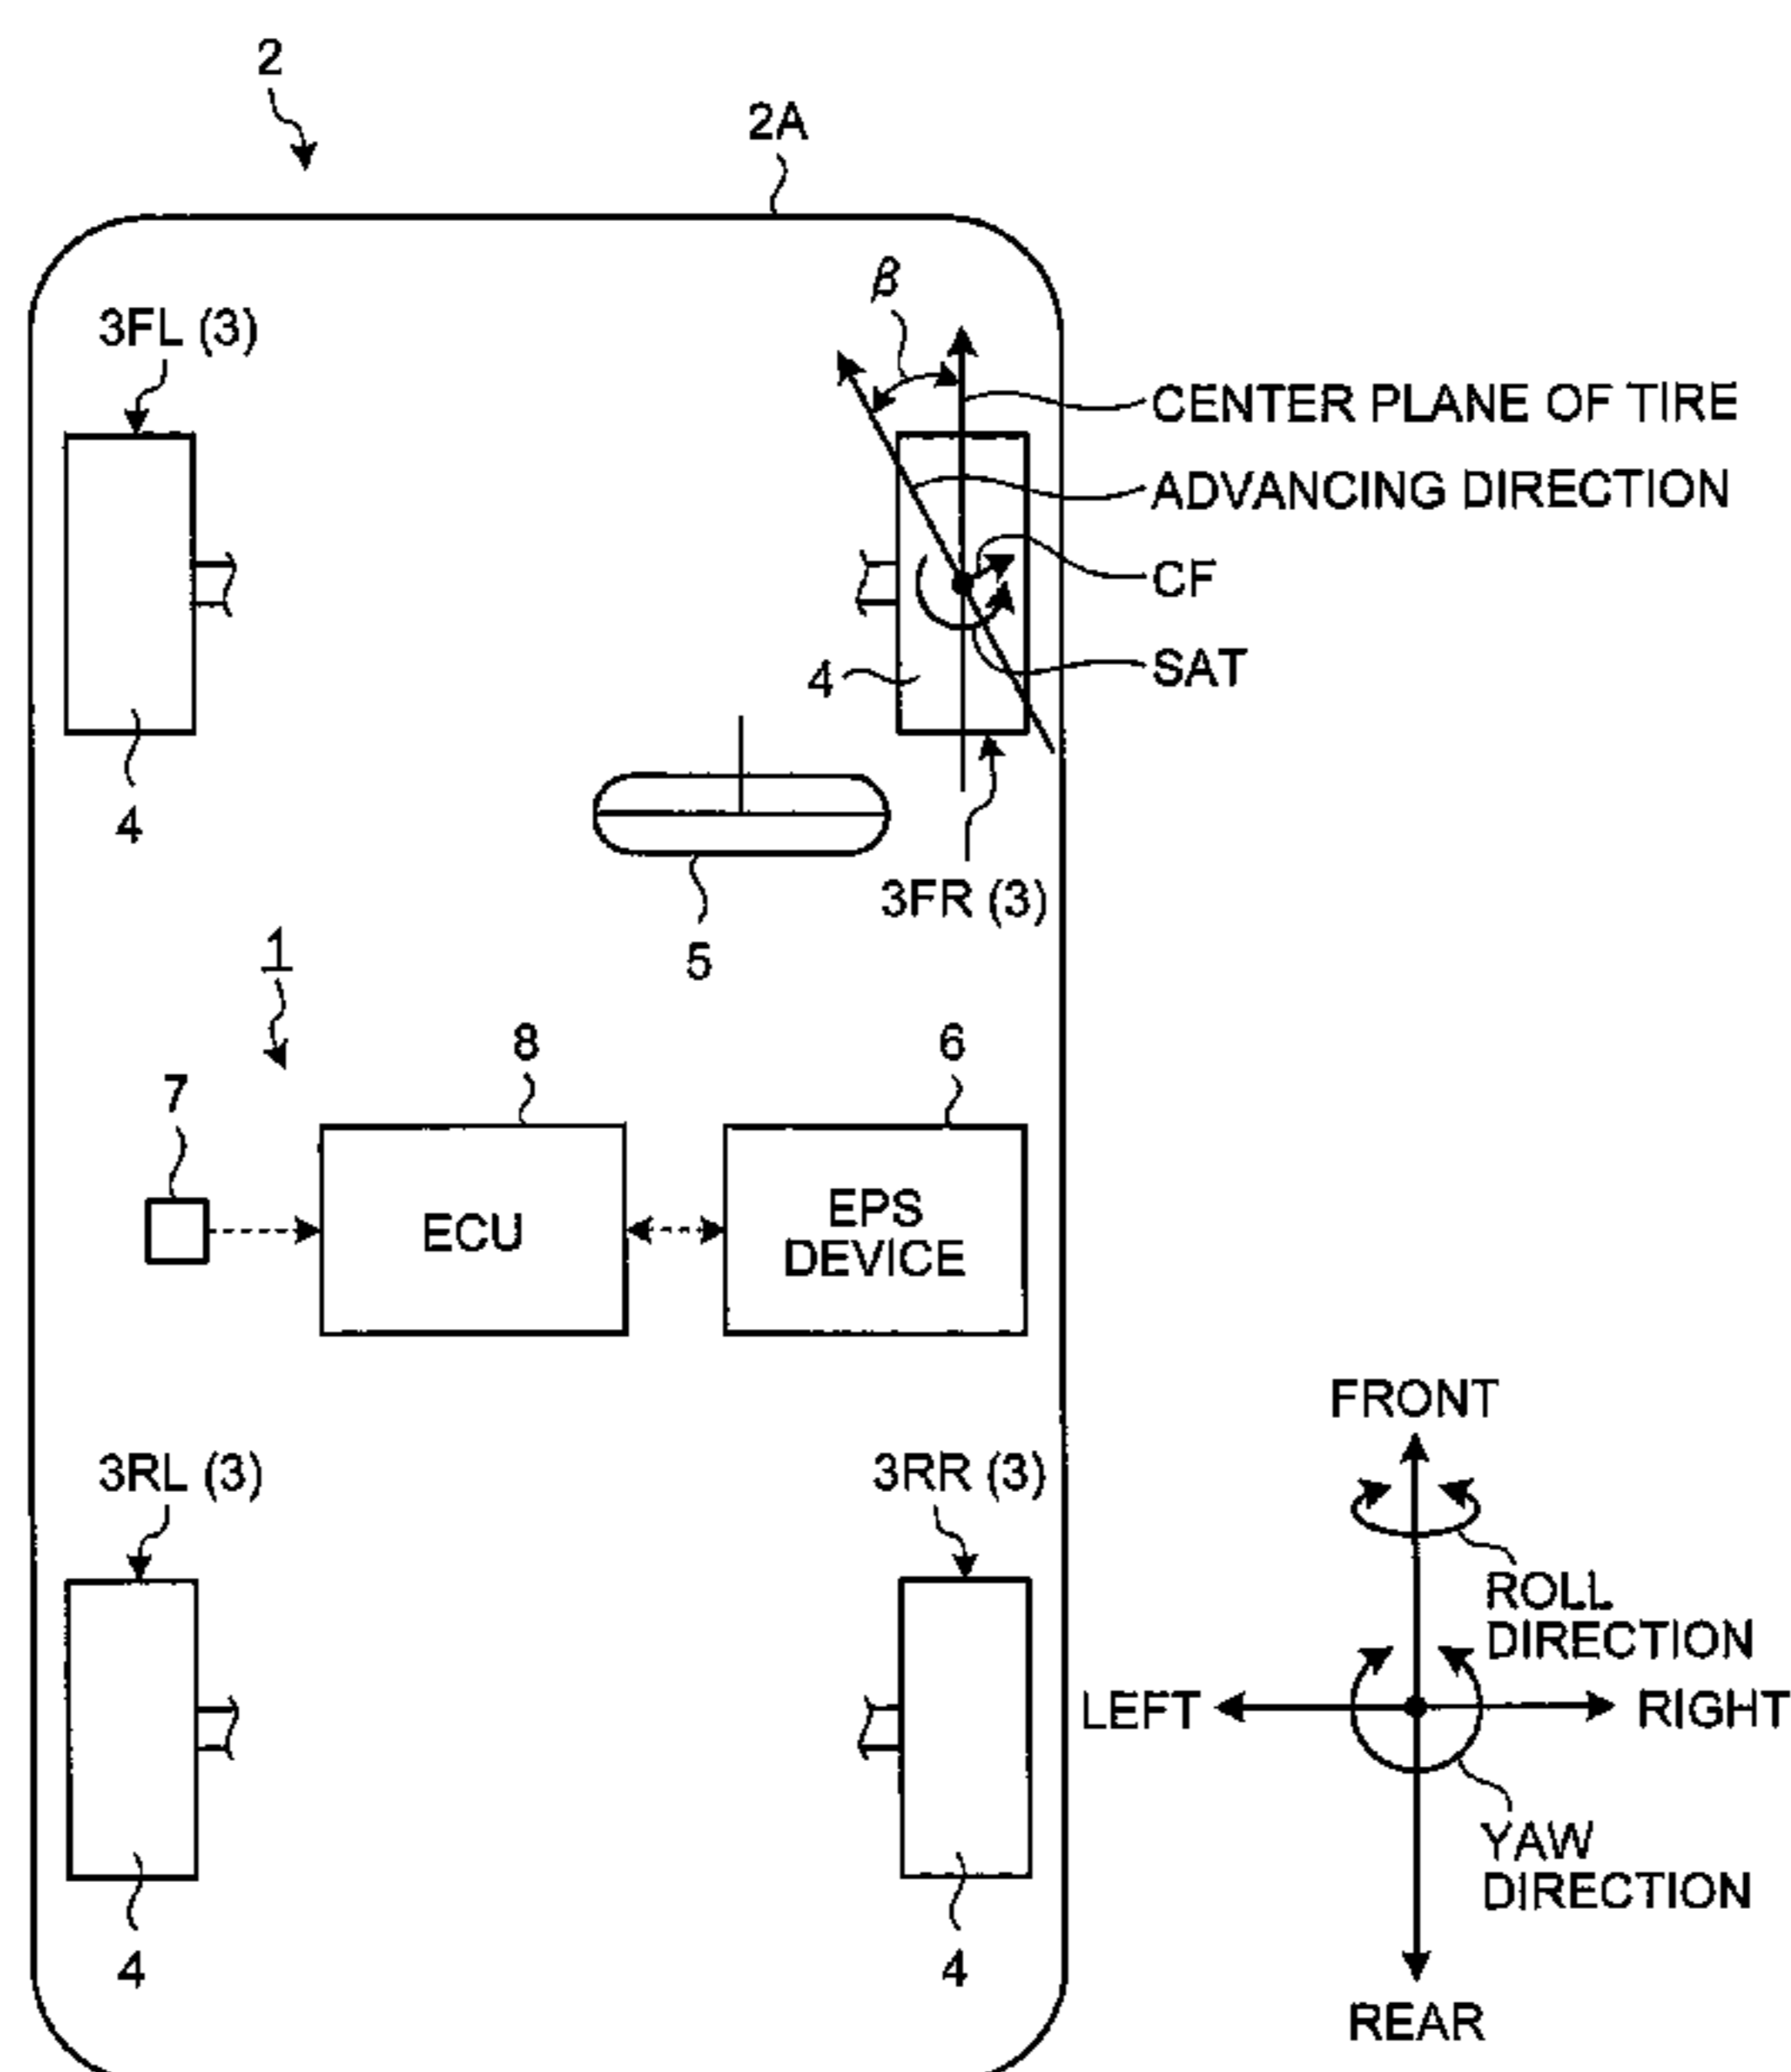 2
2A
β
3FL (3)
CENTER PLANE OF TIRE
ADVANCING DIRECTION
CF
4
SAT
4
3FR (3)
5
1
8
6
7
ECU
EPS
DEVICE
FRONT
3RL (3)
3RR (3)
ROLL
DIRECTION
LEFT
RIGHT
YAW
DIRECTION
4
4
REAR